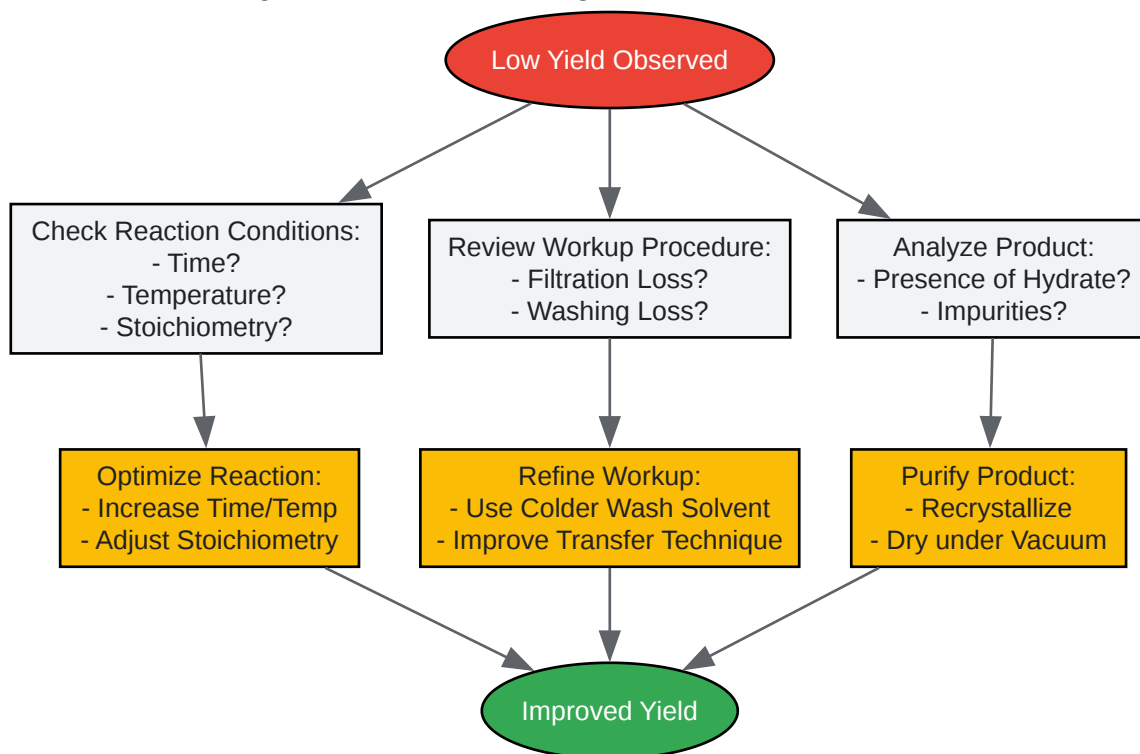 Low Yield Observed
Check Reaction Conditions:
- Time?
- Temperature?
- Stoichiometry?
Review Workup Procedure:
- Filtration Loss?
- Washing Loss?
Analyze Product:
- Presence of Hydrate?
- Impurities?
Optimize Reaction:
- Increase Time/Temp
- Adjust Stoichiometry
Refine Workup:
- Use Colder Wash Solvent
- Improve Transfer Technique
Purify Product:
- Recrystallize
- Dry under Vacuum
Improved Yield